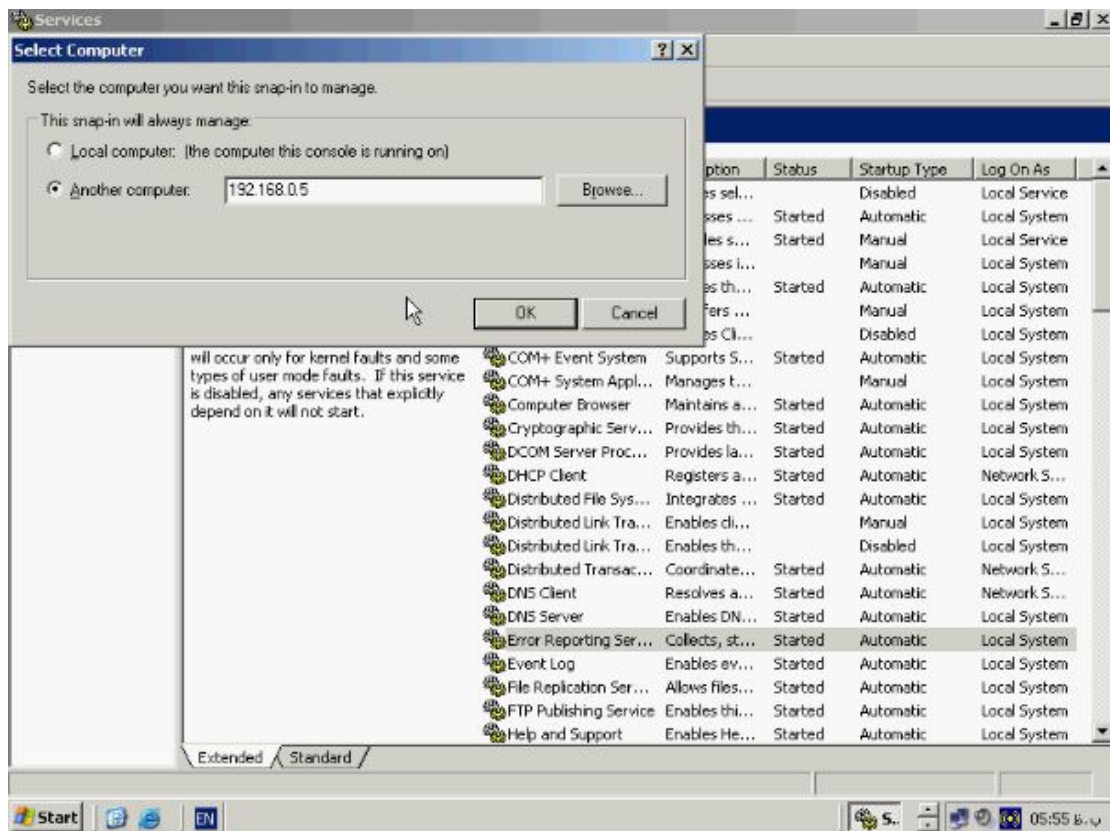 Services
Select Computer
Select the computer you want this snap-in to manage.
This snap-in will always manage:
Local computer: (the computer this console is running on)
Another computer: 192.168.0.5 Browse...
OK Cancel
ption Status Startup Type Log On As
es sel... Disabled Local Service
sses ... Started Automatic Local System
les s... Started Manual Local Service
sses i... Manual Local System
es th... Started Automatic Local System
fers ... Manual Local System
es Cli... Disabled Local System
will occur only for kernel faults and some
types of user mode faults. If this service
is disabled, any services that explicitly
depend on it will not start.
COM+ Event System Supports S... Started Automatic Local System
COM+ System Appl... Manages t... Manual Local System
Computer Browser Maintains a... Started Automatic Local System
Cryptographic Serv... Provides th... Started Automatic Local System
DCOM Server Proc... Provides la... Started Automatic Local System
DHCP Client Registers a... Started Automatic Network S...
Distributed File Sys... Integrates ... Started Automatic Local System
Distributed Link Tra... Enables cli... Manual Local System
Distributed Link Tra... Enables th... Disabled Local System
Distributed Transac... Coordinate... Started Automatic Network S...
DNS Client Resolves a... Started Automatic Network S...
DNS Server Enables DN... Started Automatic Local System
Error Reporting Ser... Collects, st... Started Automatic Local System
Event Log Enables ev... Started Automatic Local System
File Replication Ser... Allows files... Started Automatic Local System
FTP Publishing Service Enables thi... Started Automatic Local System
Help and Support Enables He... Started Automatic Local System
Extended Standard
Start EN S.. 05:55 ب.ظ